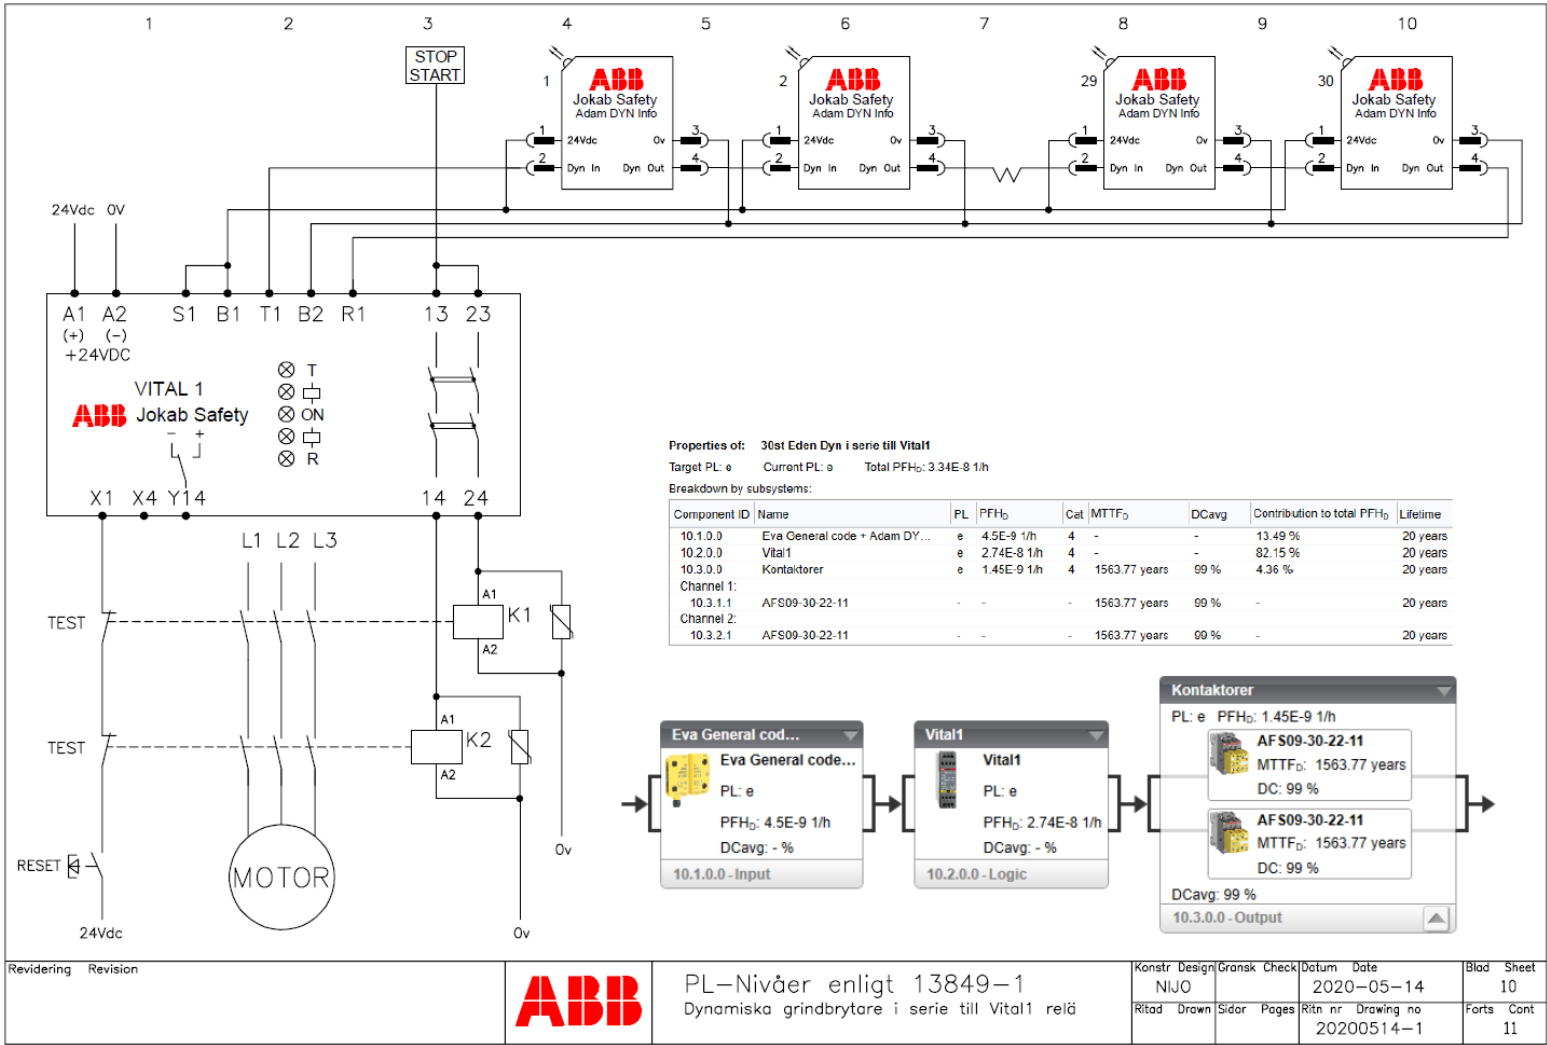 1 2 3 4 5 6 7 8 9 10
STOP
START
1 ABB
Jokab Safety
Adam DYN Info
1 24Vdc 0v 3
2 Dyn In Dyn Out 4
2 ABB
Jokab Safety
Adam DYN Info
1 24Vdc 0v 3
2 Dyn In Dyn Out 4
29 ABB
Jokab Safety
Adam DYN Info
1 24Vdc 0v 3
2 Dyn In Dyn Out 4
30 ABB
Jokab Safety
Adam DYN Info
1 24Vdc 0v 3
2 Dyn In Dyn Out 4
24Vdc 0V
A1 A2 S1 B1 T1 B2 R1 13 23
(+) (-)
+24VDC
VITAL 1
ABB Jokab Safety
- +
T
ON
R
X1 X4 Y14 14 24
L1 L2 L3
A1
K1
A2
TEST
A1
K2
A2
TEST
RESET
MOTOR
24Vdc
0v
0v
Properties of: 30st Eden Dyn i serie till Vital1
Target PL: e Current PL: e Total PFHD: 3.34E-8 1/h
Breakdown by subsystems:
Component ID Name PL PFHD Cat MTTFD DCavg Contribution to total PFHD Lifetime
10.1.0.0 Eva General code + Adam DY... e 4.5E-9 1/h 4 - - 13.49 % 20 years
10.2.0.0 Vital1 e 2.74E-8 1/h 4 - - 82.15 % 20 years
10.3.0.0 Kontaktorer e 1.45E-9 1/h 4 1563.77 years 99 % 4.36 % 20 years
Channel 1:
10.3.1.1 AFS09-30-22-11 - - - 1563.77 years 99 % - 20 years
Channel 2:
10.3.2.1 AFS09-30-22-11 - - - 1563.77 years 99 % - 20 years
Eva General cod...
Eva General code...
PL: e
PFHD: 4.5E-9 1/h
DCavg: - %
10.1.0.0 - Input
Vital1
Vital1
PL: e
PFHD: 2.74E-8 1/h
DCavg: - %
10.2.0.0 - Logic
Kontaktorer
PL: e PFHD: 1.45E-9 1/h
AFS09-30-22-11
MTTFD: 1563.77 years
DC: 99 %
AFS09-30-22-11
MTTFD: 1563.77 years
DC: 99 %
DCavg: 99 %
10.3.0.0 - Output
Revidering Revision
ABB
PL-Nivåer enligt 13849-1
Dynamiska grindbrytare i serie till Vital1 relä
Konstr Design Gransk Check Datum Date Blad Sheet
NIJO 2020-05-14 10
Ritad Drawn Sidor Pages Ritn nr Drawing no Forts Cont
20200514-1 11